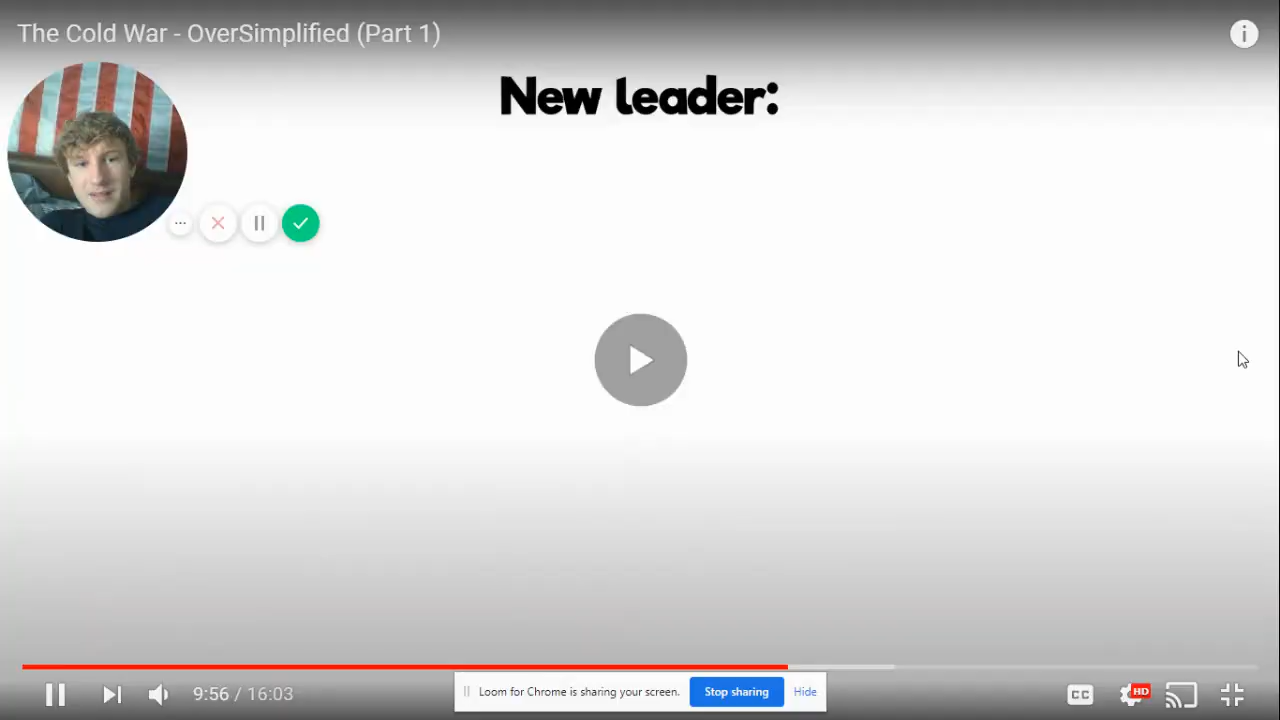 The Cold War - OverSimplified (Part 1)
New leader:
9:56 / 16:03
Loom for Chrome is sharing your screen.
Stop sharing
Hide
CC
HD